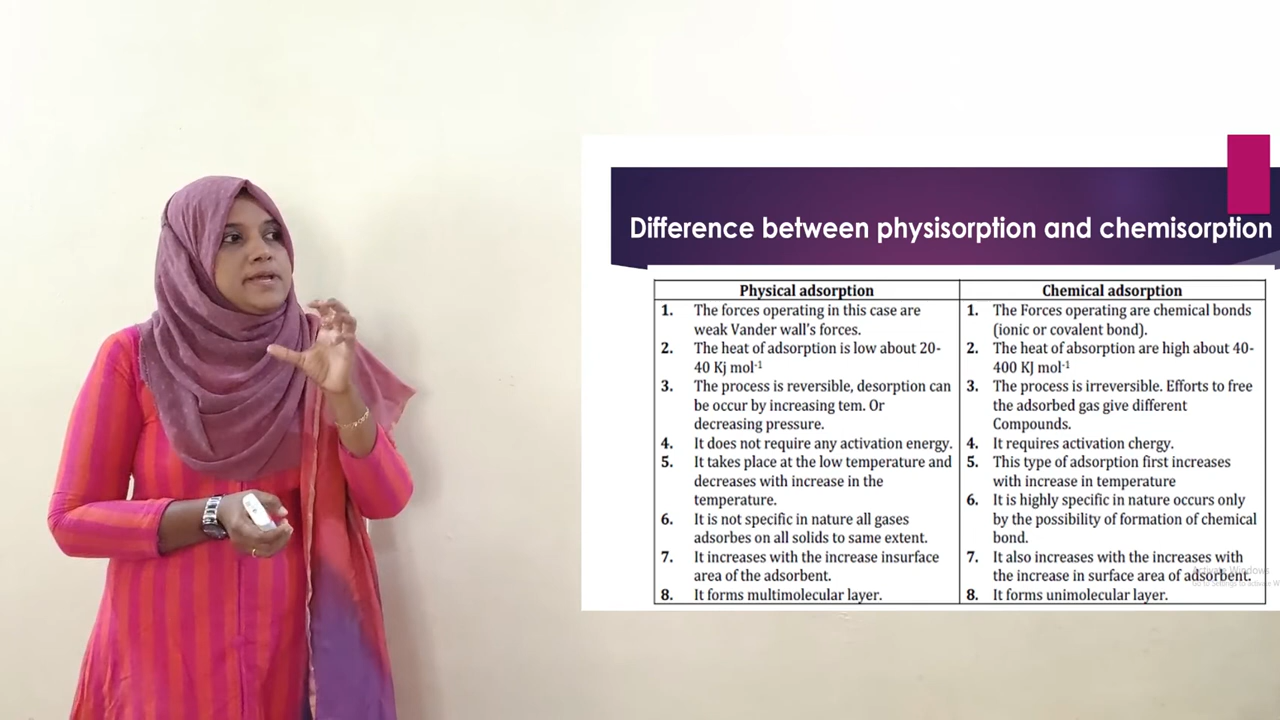 Difference between physisorption and chemisorption
Physical adsorption
1. The forces operating in this case are
weak Vander wall's forces.
2. The heat of adsorption is low about 20-
40 Kj mol⁻¹
3. The process is reversible, desorption can
be occur by increasing tem. Or
decreasing pressure.
4. It does not require any activation energy.
5. It takes place at the low temperature and
decreases with increase in the
temperature.
6. It is not specific in nature all gases
adsorbes on all solids to same extent.
7. It increases with the increase insurface
area of the adsorbent.
8. It forms multimolecular layer.
Chemical adsorption
1. The Forces operating are chemical bonds
(ionic or covalent bond).
2. The heat of absorption are high about 40-
400 KJ mol⁻¹
3. The process is irreversible. Efforts to free
the adsorbed gas give different
Compounds.
4. It requires activation chergy.
5. This type of adsorption first increases
with increase in temperature
6. It is highly specific in nature occurs only
by the possibility of formation of chemical
bond.
7. It also increases with the increases with
the increase in surface area of adsorbent.
8. It forms unimolecular layer.
Activate Windows
Go to Settings to activate W